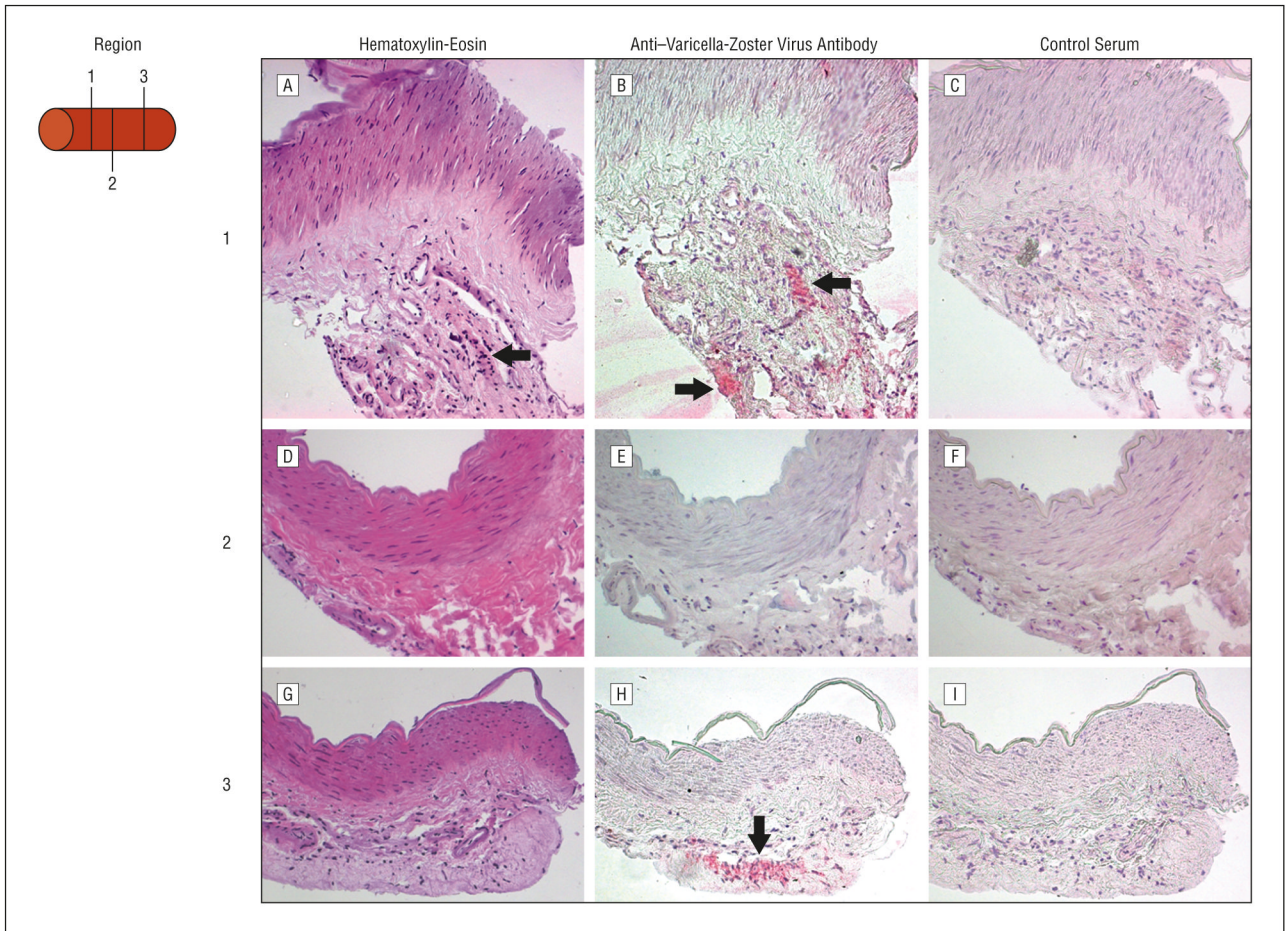 Region
Hematoxylin-Eosin
Anti–Varicella-Zoster Virus Antibody
Control Serum
1
3
2
1
A
B
C
2
D
E
F
3
G
H
I